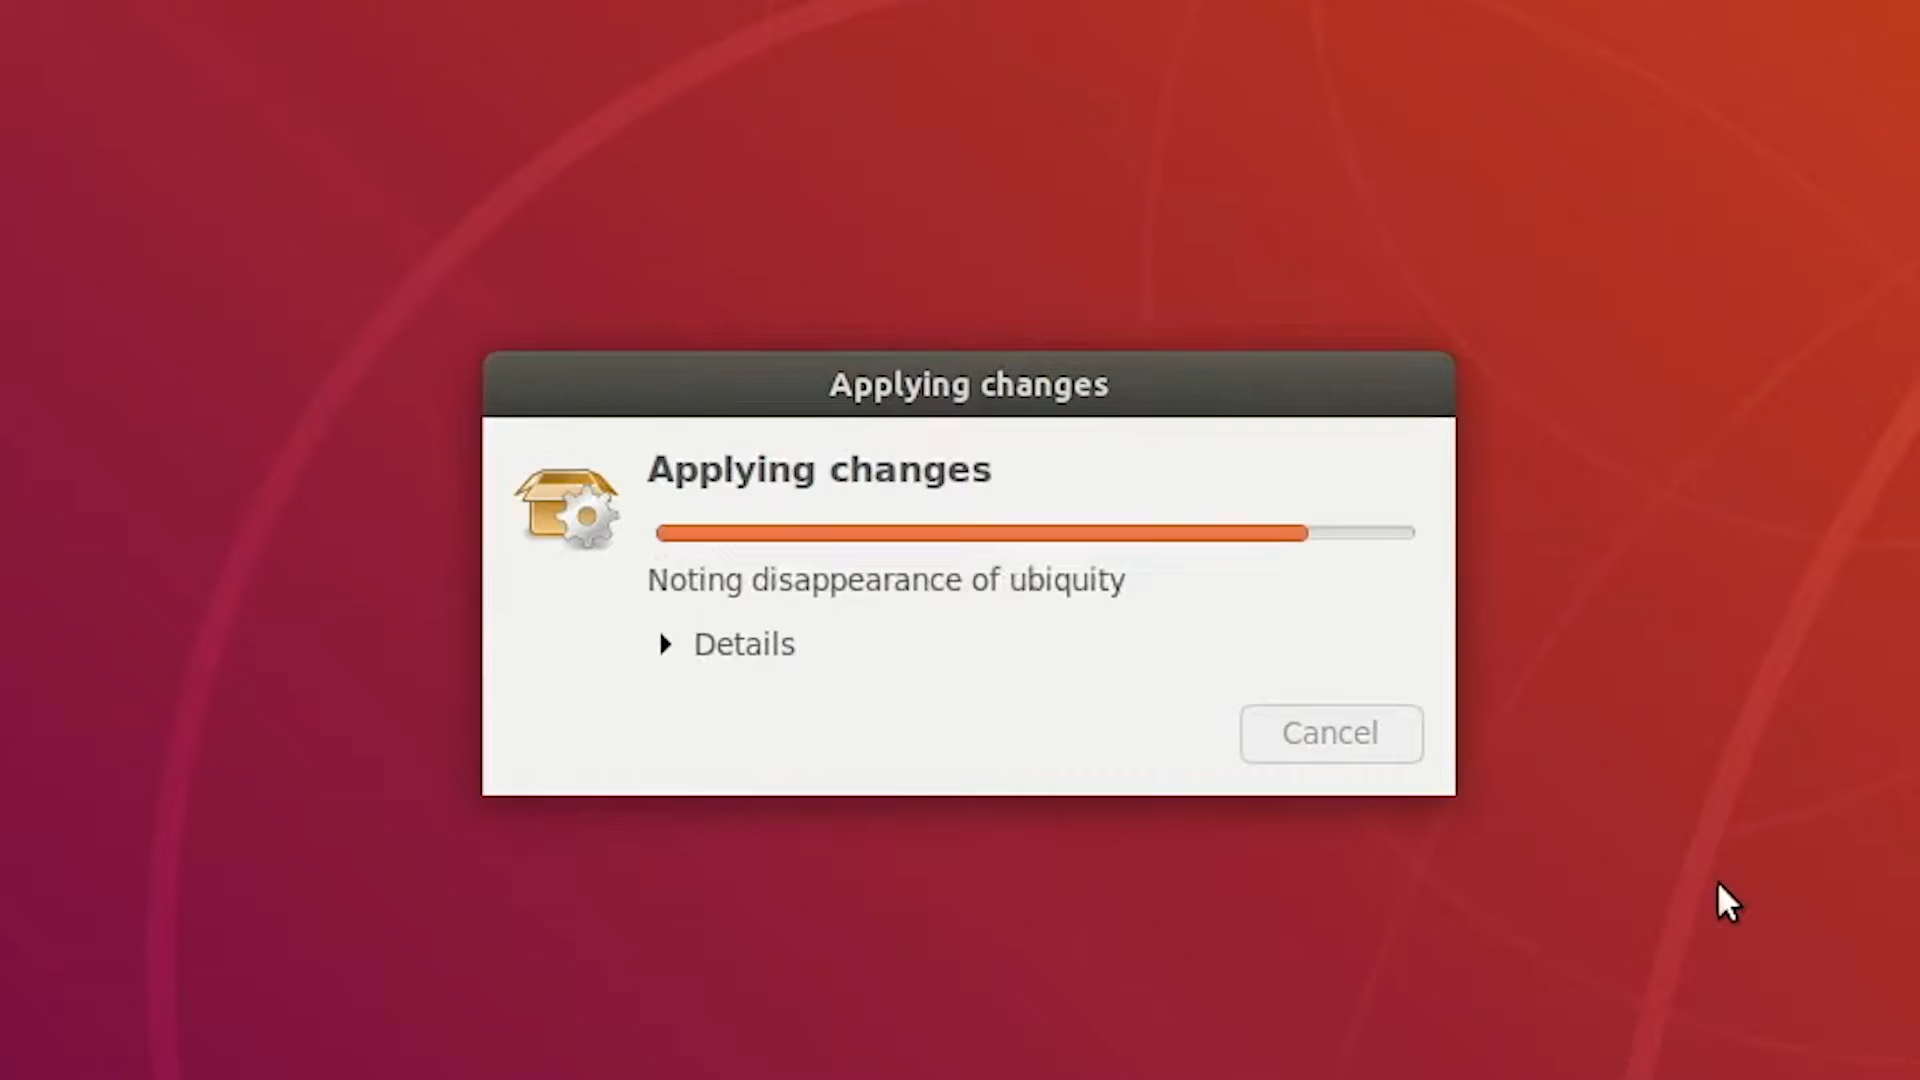 Applying changes
Applying changes
Noting disappearance of ubiquity
Details
Cancel